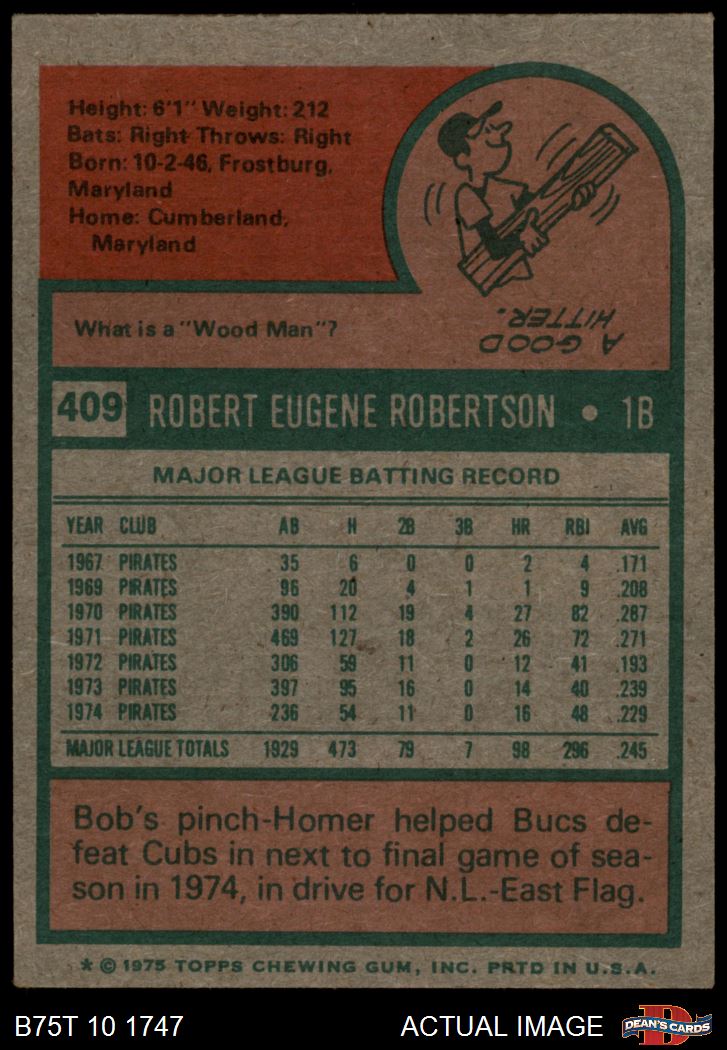 Height: 6'1" Weight: 212
Bats: Right Throws: Right
Born: 10-2-46, Frostburg,
Maryland
Home: Cumberland,
Maryland
What is a "Wood Man"?
A GOOD
HITTER.
409 ROBERT EUGENE ROBERTSON • 1B
MAJOR LEAGUE BATTING RECORD
YEAR CLUB AB H 2B 3B HR RBI AVG
1967 PIRATES 35 6 0 0 2 4 .171
1969 PIRATES 96 20 4 1 1 9 .208
1970 PIRATES 390 112 19 4 27 82 .287
1971 PIRATES 469 127 18 2 26 72 .271
1972 PIRATES 306 59 11 0 12 41 .193
1973 PIRATES 397 95 16 0 14 40 .239
1974 PIRATES 236 54 11 0 16 48 .229
MAJOR LEAGUE TOTALS 1929 473 79 7 98 296 .245
Bob's pinch-Homer helped Bucs de-
feat Cubs in next to final game of sea-
son in 1974, in drive for N.L.-East Flag.
* © 1975 TOPPS CHEWING GUM, INC. PRTD IN U.S.A.
B75T 10 1747 ACTUAL IMAGE DEAN'S CARDS